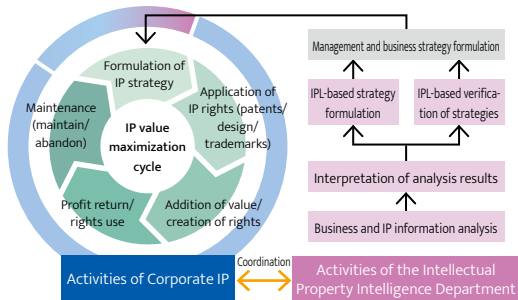 Formulation of
IP strategy
Application of
IP rights (patents/
design/
trademarks)
Addition of value/
creation of rights
Profit return/
rights use
Maintenance
(maintain/
abandon)
IP value
maximization
cycle
Management and business strategy formulation
IPL-based strategy
formulation
IPL-based verifica-
tion of strategies
Interpretation of analysis results
Business and IP information analysis
Activities of Corporate IP
Coordination
Activities of the Intellectual
Property Intelligence Department